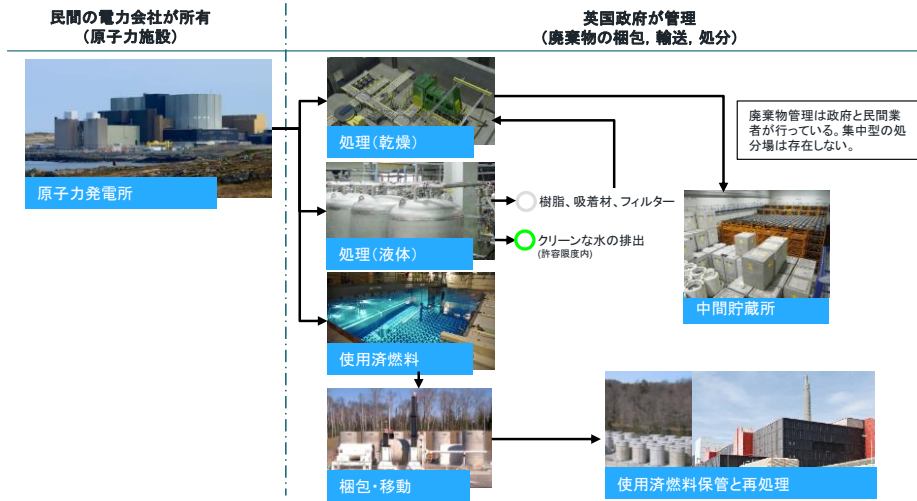 民間の電力会社が所有
(原子力施設)
英国政府が管理
(廃棄物の梱包, 輸送, 処分)
原子力発電所
処理(乾燥)
廃棄物管理は政府と民間業
者が行っている。集中型の処
分場は存在しない。
処理(液体)
樹脂、吸着材、フィルター
クリーンな水の排出
(許容限度内)
中間貯蔵所
使用済燃料
梱包・移動
使用済燃料保管と再処理